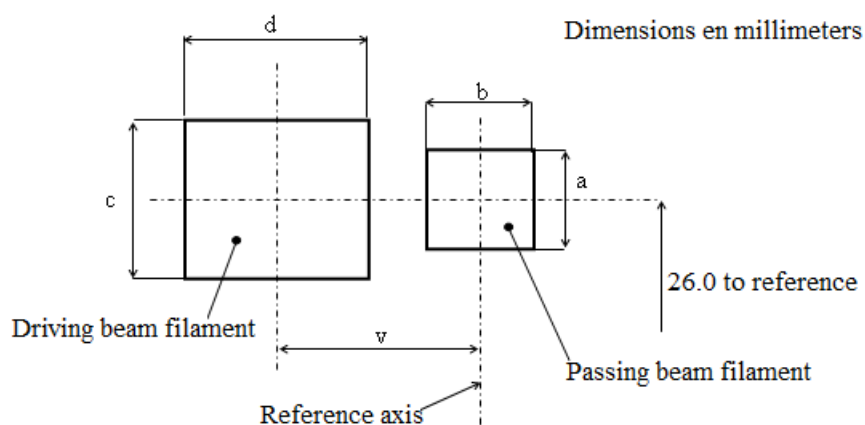 d
Dimensions en millimeters
b
a
c
26.0 to reference
Driving beam filament
v
Passing beam filament
Reference axis